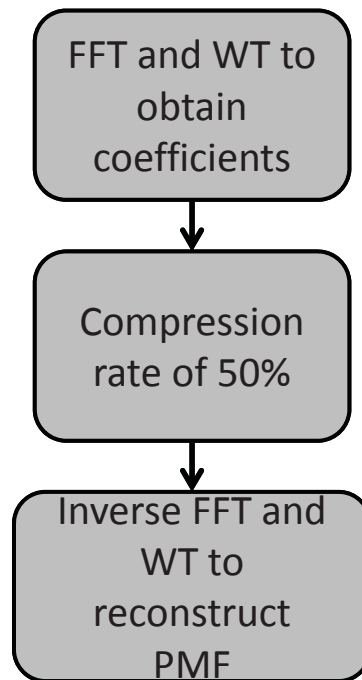 FFT and WT to
obtain
coefficients
Compression
rate of 50%
Inverse FFT and
WT to
reconstruct
PMF